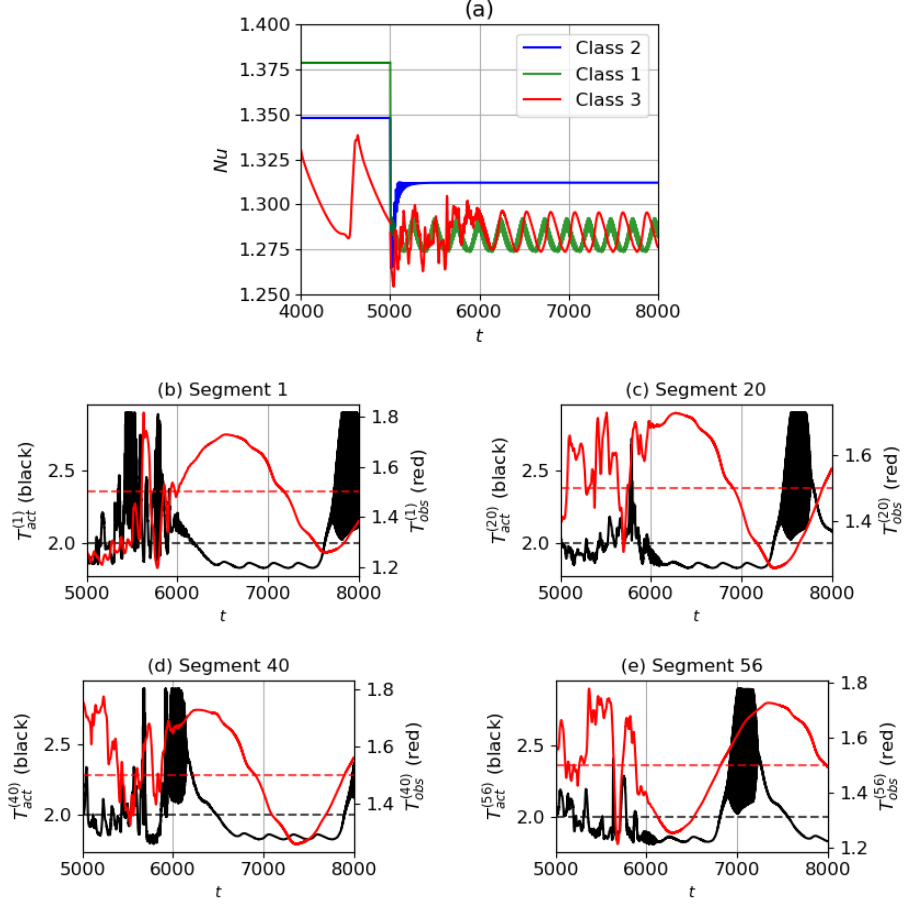 (a)
1.400
1.375
1.350
1.325
1.300
1.275
1.250
Nu
Class 2
Class 1
Class 3
4000 5000 6000 7000 8000
t
(b) Segment 1
2.5
2.0
T_act^(1) (black)
1.8
1.6
1.4
1.2
T_obs^(1) (red)
5000 6000 7000 8000
t
(c) Segment 20
2.5
2.0
T_act^(20) (black)
1.6
1.4
T_obs^(20) (red)
5000 6000 7000 8000
t
(d) Segment 40
2.5
2.0
T_act^(40) (black)
1.8
1.6
1.4
T_obs^(40) (red)
5000 6000 7000 8000
t
(e) Segment 56
2.5
2.0
T_act^(56) (black)
1.8
1.6
1.4
1.2
T_obs^(56) (red)
5000 6000 7000 8000
t